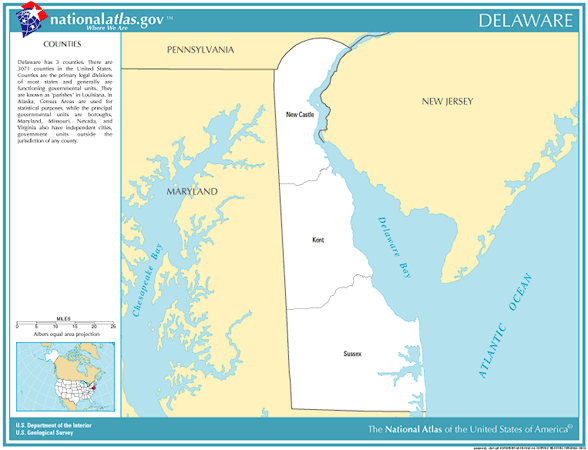 nationalatlas.gov™
Where We Are
DELAWARE
COUNTIES
Delaware has 3 counties. There are
3071 counties in the United States.
Counties are the primary legal divisions
of most states and generally are
functioning governmental units. They
are known as 'parishes' in Louisiana. In
Alaska, Census Areas are used for
statistical purposes, while the principal
governmental units are boroughs.
Maryland, Missouri, Nevada, and
Virginia also have independent cities,
government units outside the
jurisdiction of any county.
PENNSYLVANIA
NEW JERSEY
New Castle
MARYLAND
Kent
Delaware Bay
Chesapeake Bay
ATLANTIC OCEAN
Sussex
MILES
0 5 10 15 20 25
Albers equal area projection
U.S. Department of the Interior
U.S. Geological Survey
The National Atlas of the United States of America®